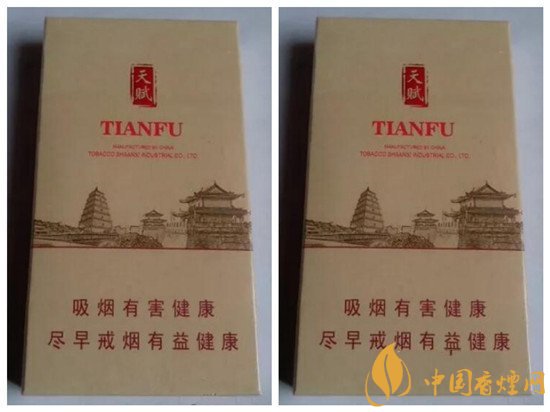 天赋
TIANFU
MANUFACTURED BY CHINA
TOBACCO SHAANXI INDUSTRIAL CO., LTD.
吸烟有害健康
尽早戒烟有益健康
天赋
TIANFU
MANUFACTURED BY CHINA
TOBACCO SHAANXI INDUSTRIAL CO., LTD.
吸烟有害健康
尽早戒烟有益健康
中国香烟网